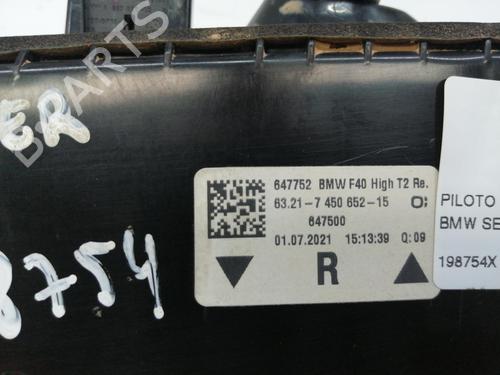 B-PARTS
ER
8754
647752 BMW F40 High T2 Re.
63.21-7 450 652-15 O:
647500
01.07.2021 15:13:39 Q:09
R
PILOTO
BMW SE
198754X